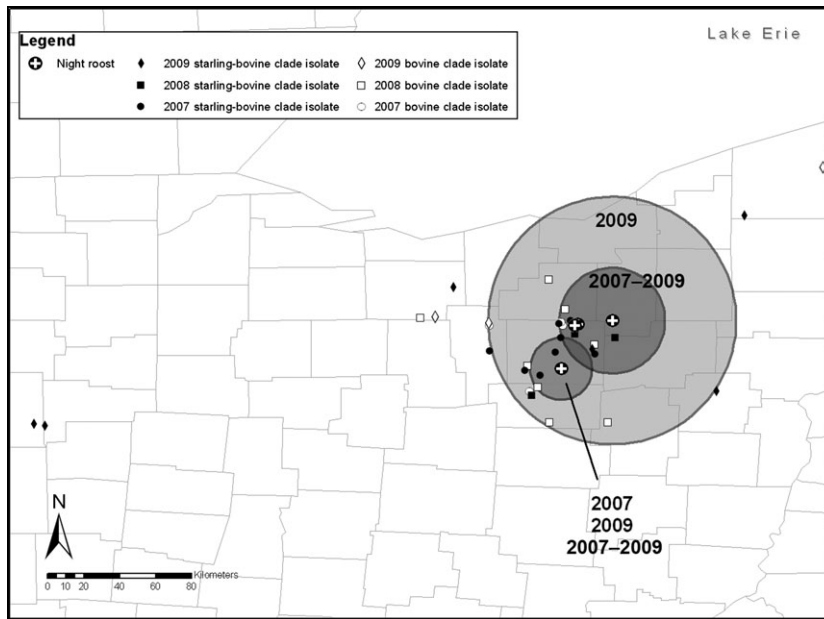 Lake Erie
Legend
Night roost
2009 starling-bovine clade isolate
2009 bovine clade isolate
2008 starling-bovine clade isolate
2008 bovine clade isolate
2007 starling-bovine clade isolate
2007 bovine clade isolate
2009
2007–2009
2007
2009
2007–2009
N
0 10 20 40 60 80 Kilometers